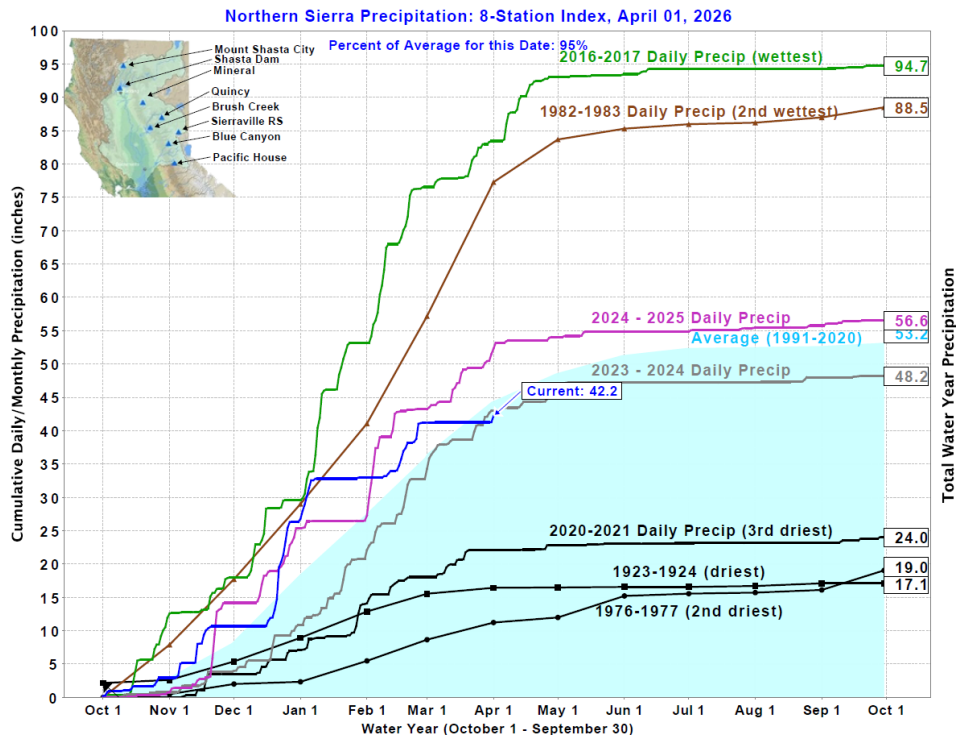 Northern Sierra Precipitation: 8-Station Index, April 01, 2026
Percent of Average for this Date: 95%
Mount Shasta City
Shasta Dam
Mineral
Quincy
Brush Creek
Sierraville RS
Blue Canyon
Pacific House
Cumulative Daily/Monthly Precipitation (inches)
100
95
90
85
80
75
70
65
60
55
50
45
40
35
30
25
20
15
10
5
0
2016-2017 Daily Precip (wettest)
94.7
1982-1983 Daily Precip (2nd wettest)
88.5
2024 - 2025 Daily Precip
56.6
Average (1991-2020)
53.2
2023 - 2024 Daily Precip
48.2
Current: 42.2
2020-2021 Daily Precip (3rd driest)
24.0
1923-1924 (driest)
19.0
17.1
1976-1977 (2nd driest)
Total Water Year Precipitation
Oct 1 Nov 1 Dec 1 Jan 1 Feb 1 Mar 1 Apr 1 May 1 Jun 1 Jul 1 Aug 1 Sep 1 Oct 1
Water Year (October 1 - September 30)